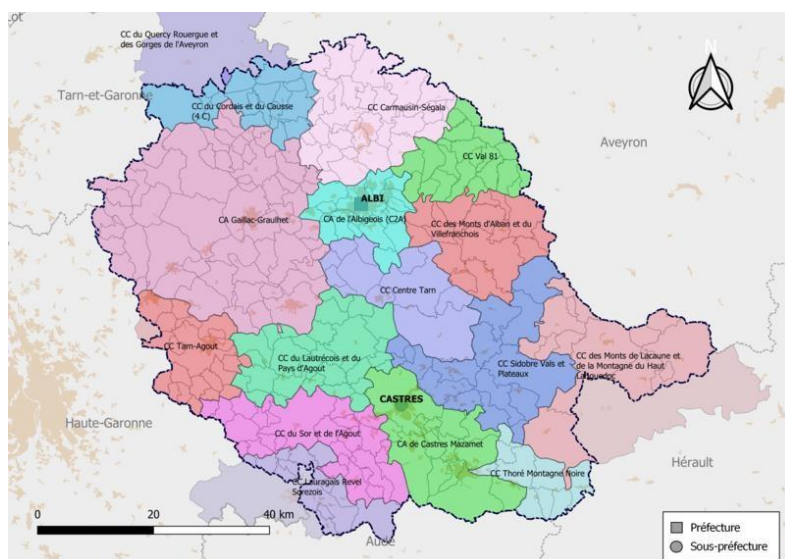 Lot
CC du Quercy Rouergue et
des Gorges de l'Aveyron
N
Tarn-et-Garonne
CC du Cordais et du Causse
(4 C)
CC Carmausin-Ségala
Aveyron
CC Val 81
ALBI
CA Gaillac-Graulhet
CA de l'Albigeois (C2A)
CC des Monts d'Alban et du
Villefranchois
CC Centre Tarn
CC Tarn-Agout
CC du Lautrécois et du
Pays d'Agout
CC Sidobre Vals et
Plateaux
CC des Monts de Lacaune et
de la Montagne du Haut
Languedoc
CASTRES
Haute-Garonne
CC du Sor et de l'Agout
CA de Castres Mazamet
Hérault
CC Thoré Montagne Noire
CC Lauragais Revel
Sorezois
0
20
40 km
Aude
Préfecture
Sous-préfecture